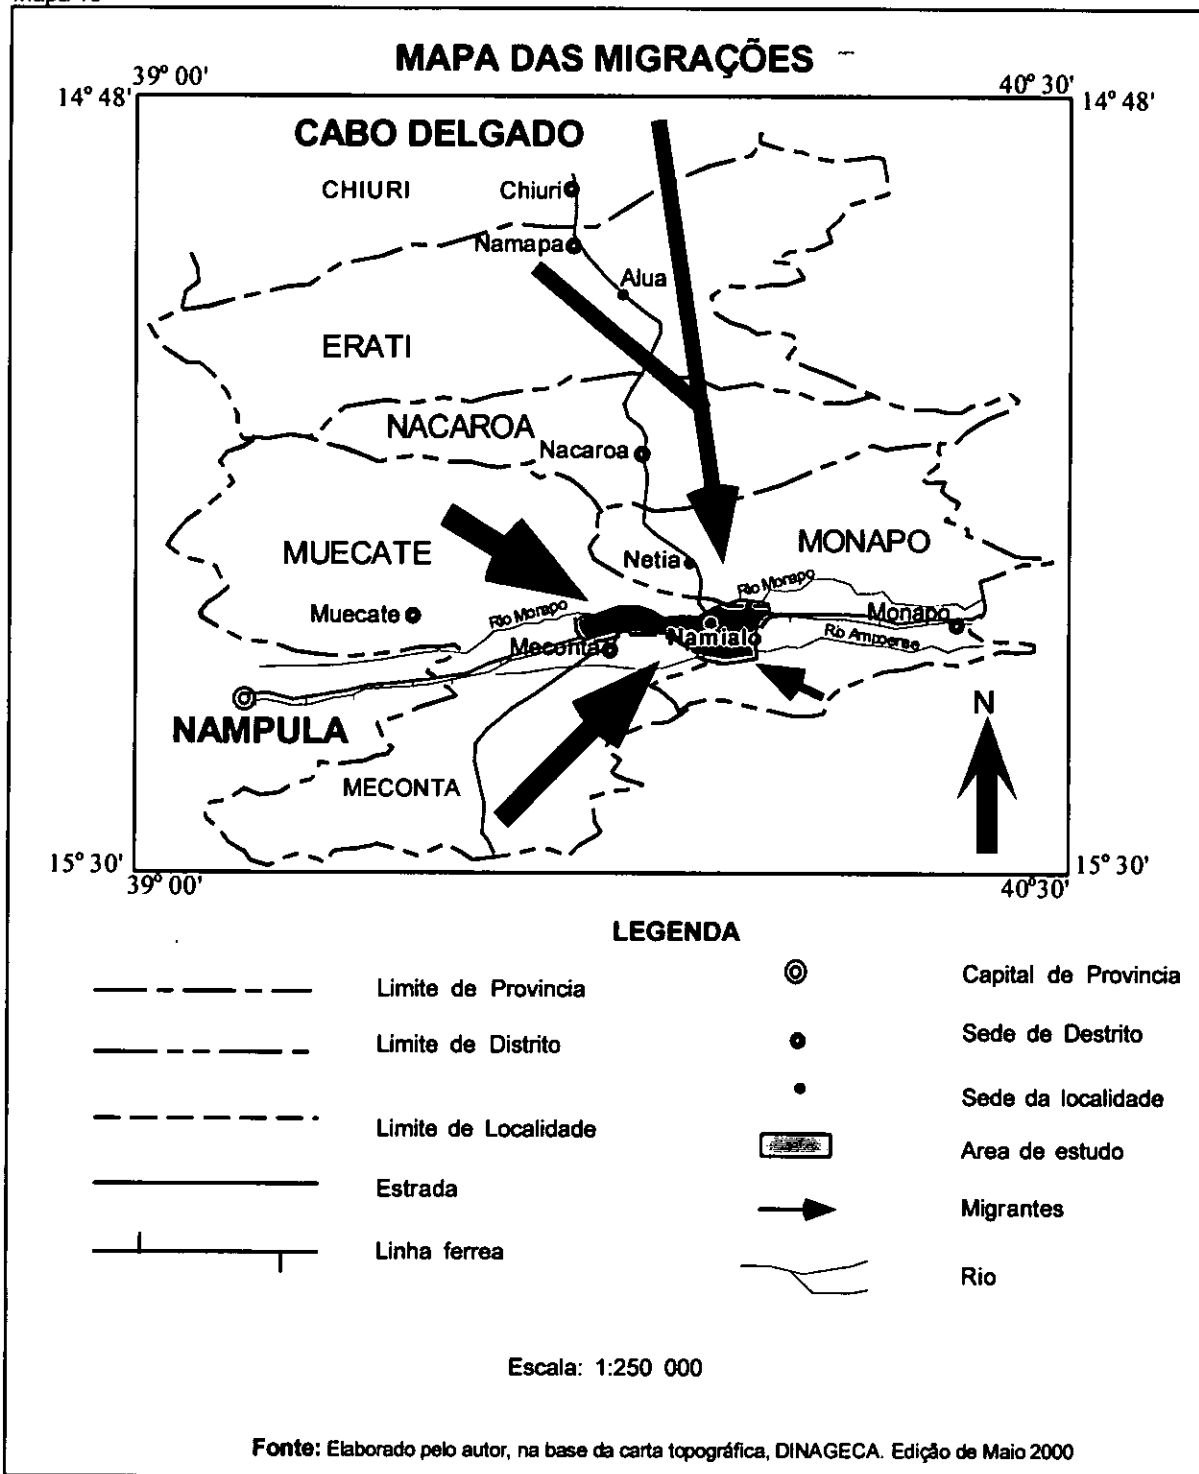 MAPA DAS MIGRAÇÕES
39° 00'
40° 30'
14° 48'
14° 48'
CABO DELGADO
CHIURI
Chiuri
Namapa
Alua
ERATI
NACAROA
Nacaroa
MUECATE
MONAPO
Netia
Rio Monapo
Muecate
Rio Monapo
Monapo
Namialo
Meconta
NAMPULA
N
MECONTA
15° 30'
15° 30'
39° 00'
40° 30'
LEGENDA
Limite de Provincia
Capital de Provincia
Limite de Distrito
Sede de Destrito
Limite de Localidade
Sede da localidade
Area de estudo
Estrada
Migrantes
Linha ferrea
Rio
Escala: 1:250 000
Fonte: Elaborado pelo autor, na base da carta topográfica, DINAGECA. Edição de Maio 2000